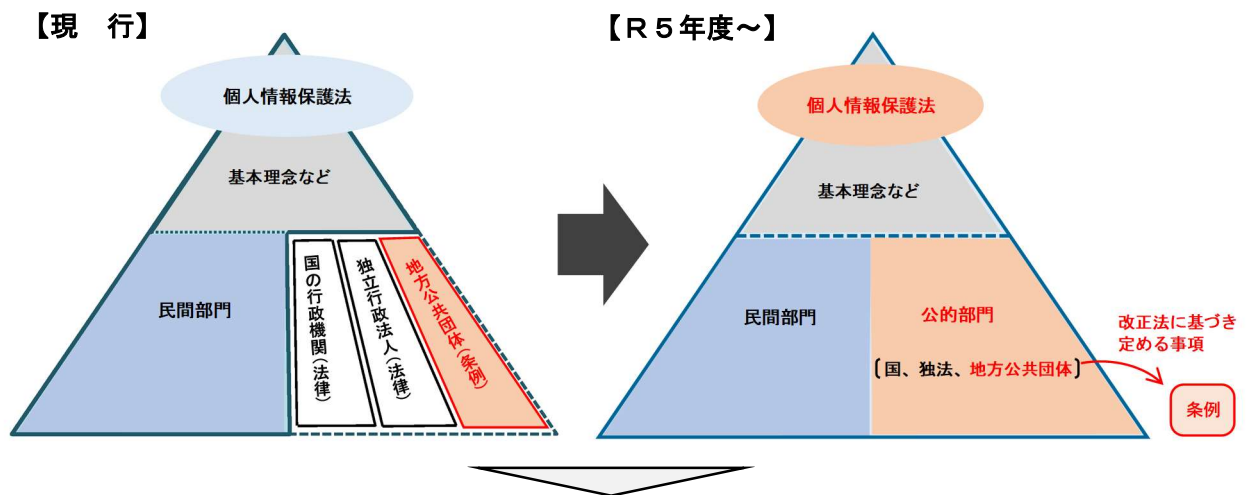 【現　行】
個人情報保護法
基本理念など
民間部門
国の行政機関(法律)
独立行政法人(法律)
地方公共団体(条例)
【R５年度～】
個人情報保護法
基本理念など
民間部門
公的部門
〔国、独法、地方公共団体〕
改正法に基づき
定める事項
条例